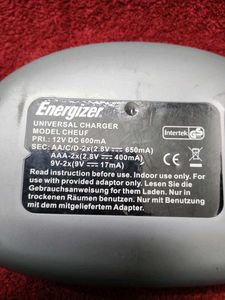 Energizer
UNIVERSAL CHARGER
MODEL CHEUF
PRI.: 12V DC 600mA
SEC: AA/C/D-2x(2.8V ⎓ 650mA)
AAA-2x(2.8V ⎓ 400mA)
9V-2x(9V ⎓ 17mA)
Intertek
GS
Read instruction before use. Indoor use only. For
use with provided adaptor only. Lesen Sie die
Gebrauchsanweisung for them Laden. Nur in
trockenen Räumen benutzen. Nur mit Benutzung
mit dem mitgeliefertem Adapter.